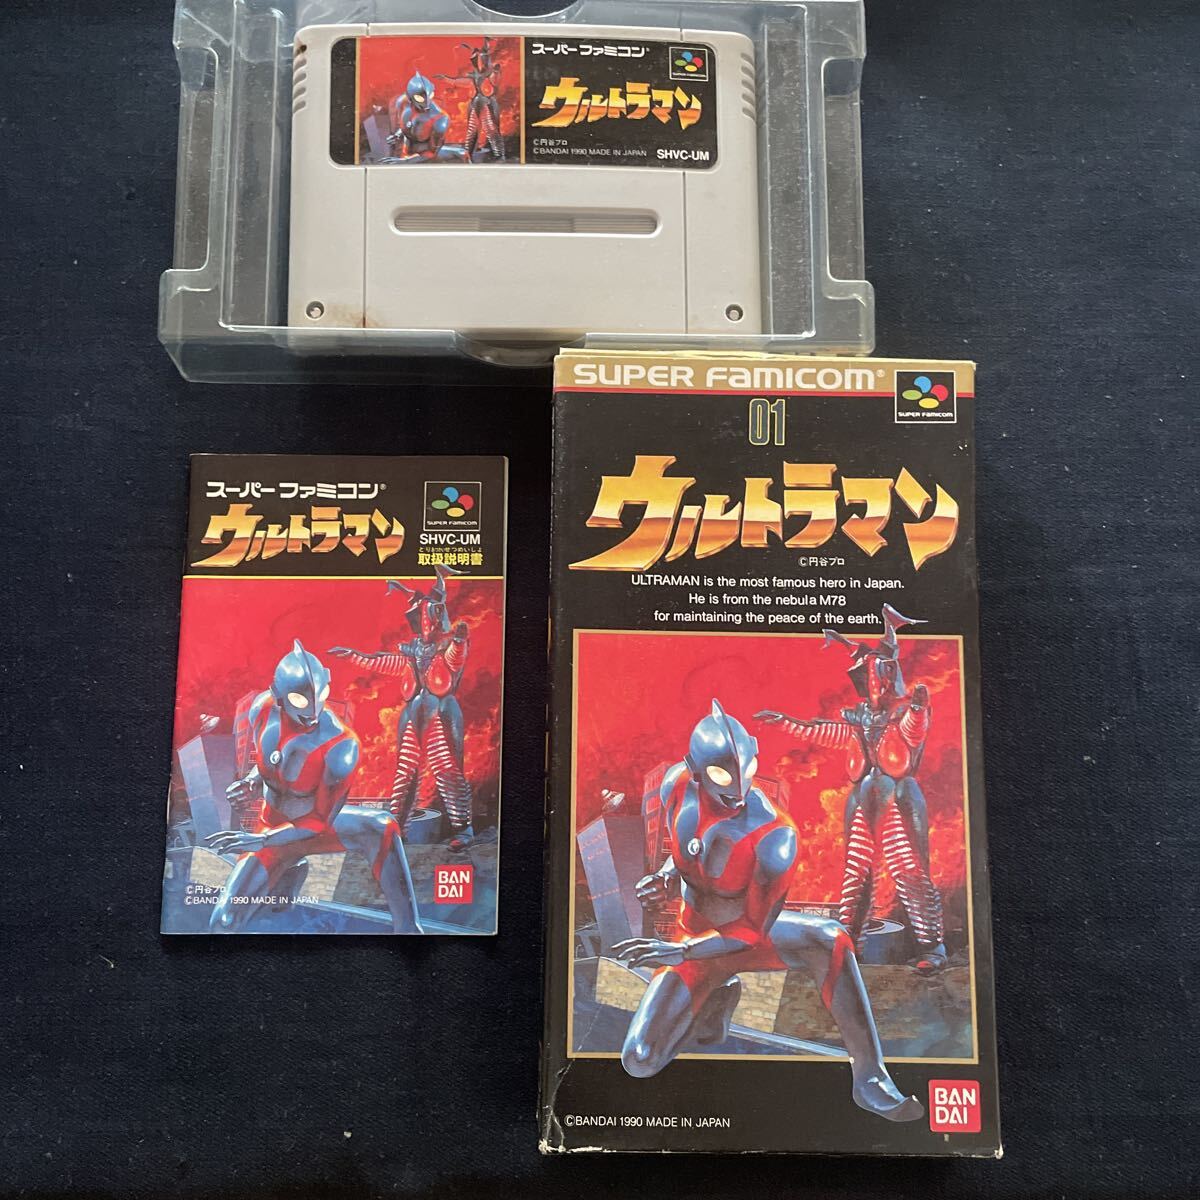 スーパーファミコン®
ウルトラマン
©円谷プロ
©BANDAI 1990 MADE IN JAPAN
SHVC-UM
スーパーファミコン®
SUPER FAMICOM
ウルトラマン
SHVC-UM
とりあつかいせつめいしょ
取扱説明書
BAN
DAI
©円谷プロ
©BANDAI 1990 MADE IN JAPAN
SUPER FAMICOM®
SUPER FAMICOM
01
ウルトラマン
©円谷プロ
ULTRAMAN is the most famous hero in Japan.
He is from the nebula M78
for maintaining the peace of the earth.
©BANDAI 1990 MADE IN JAPAN
BAN
DAI